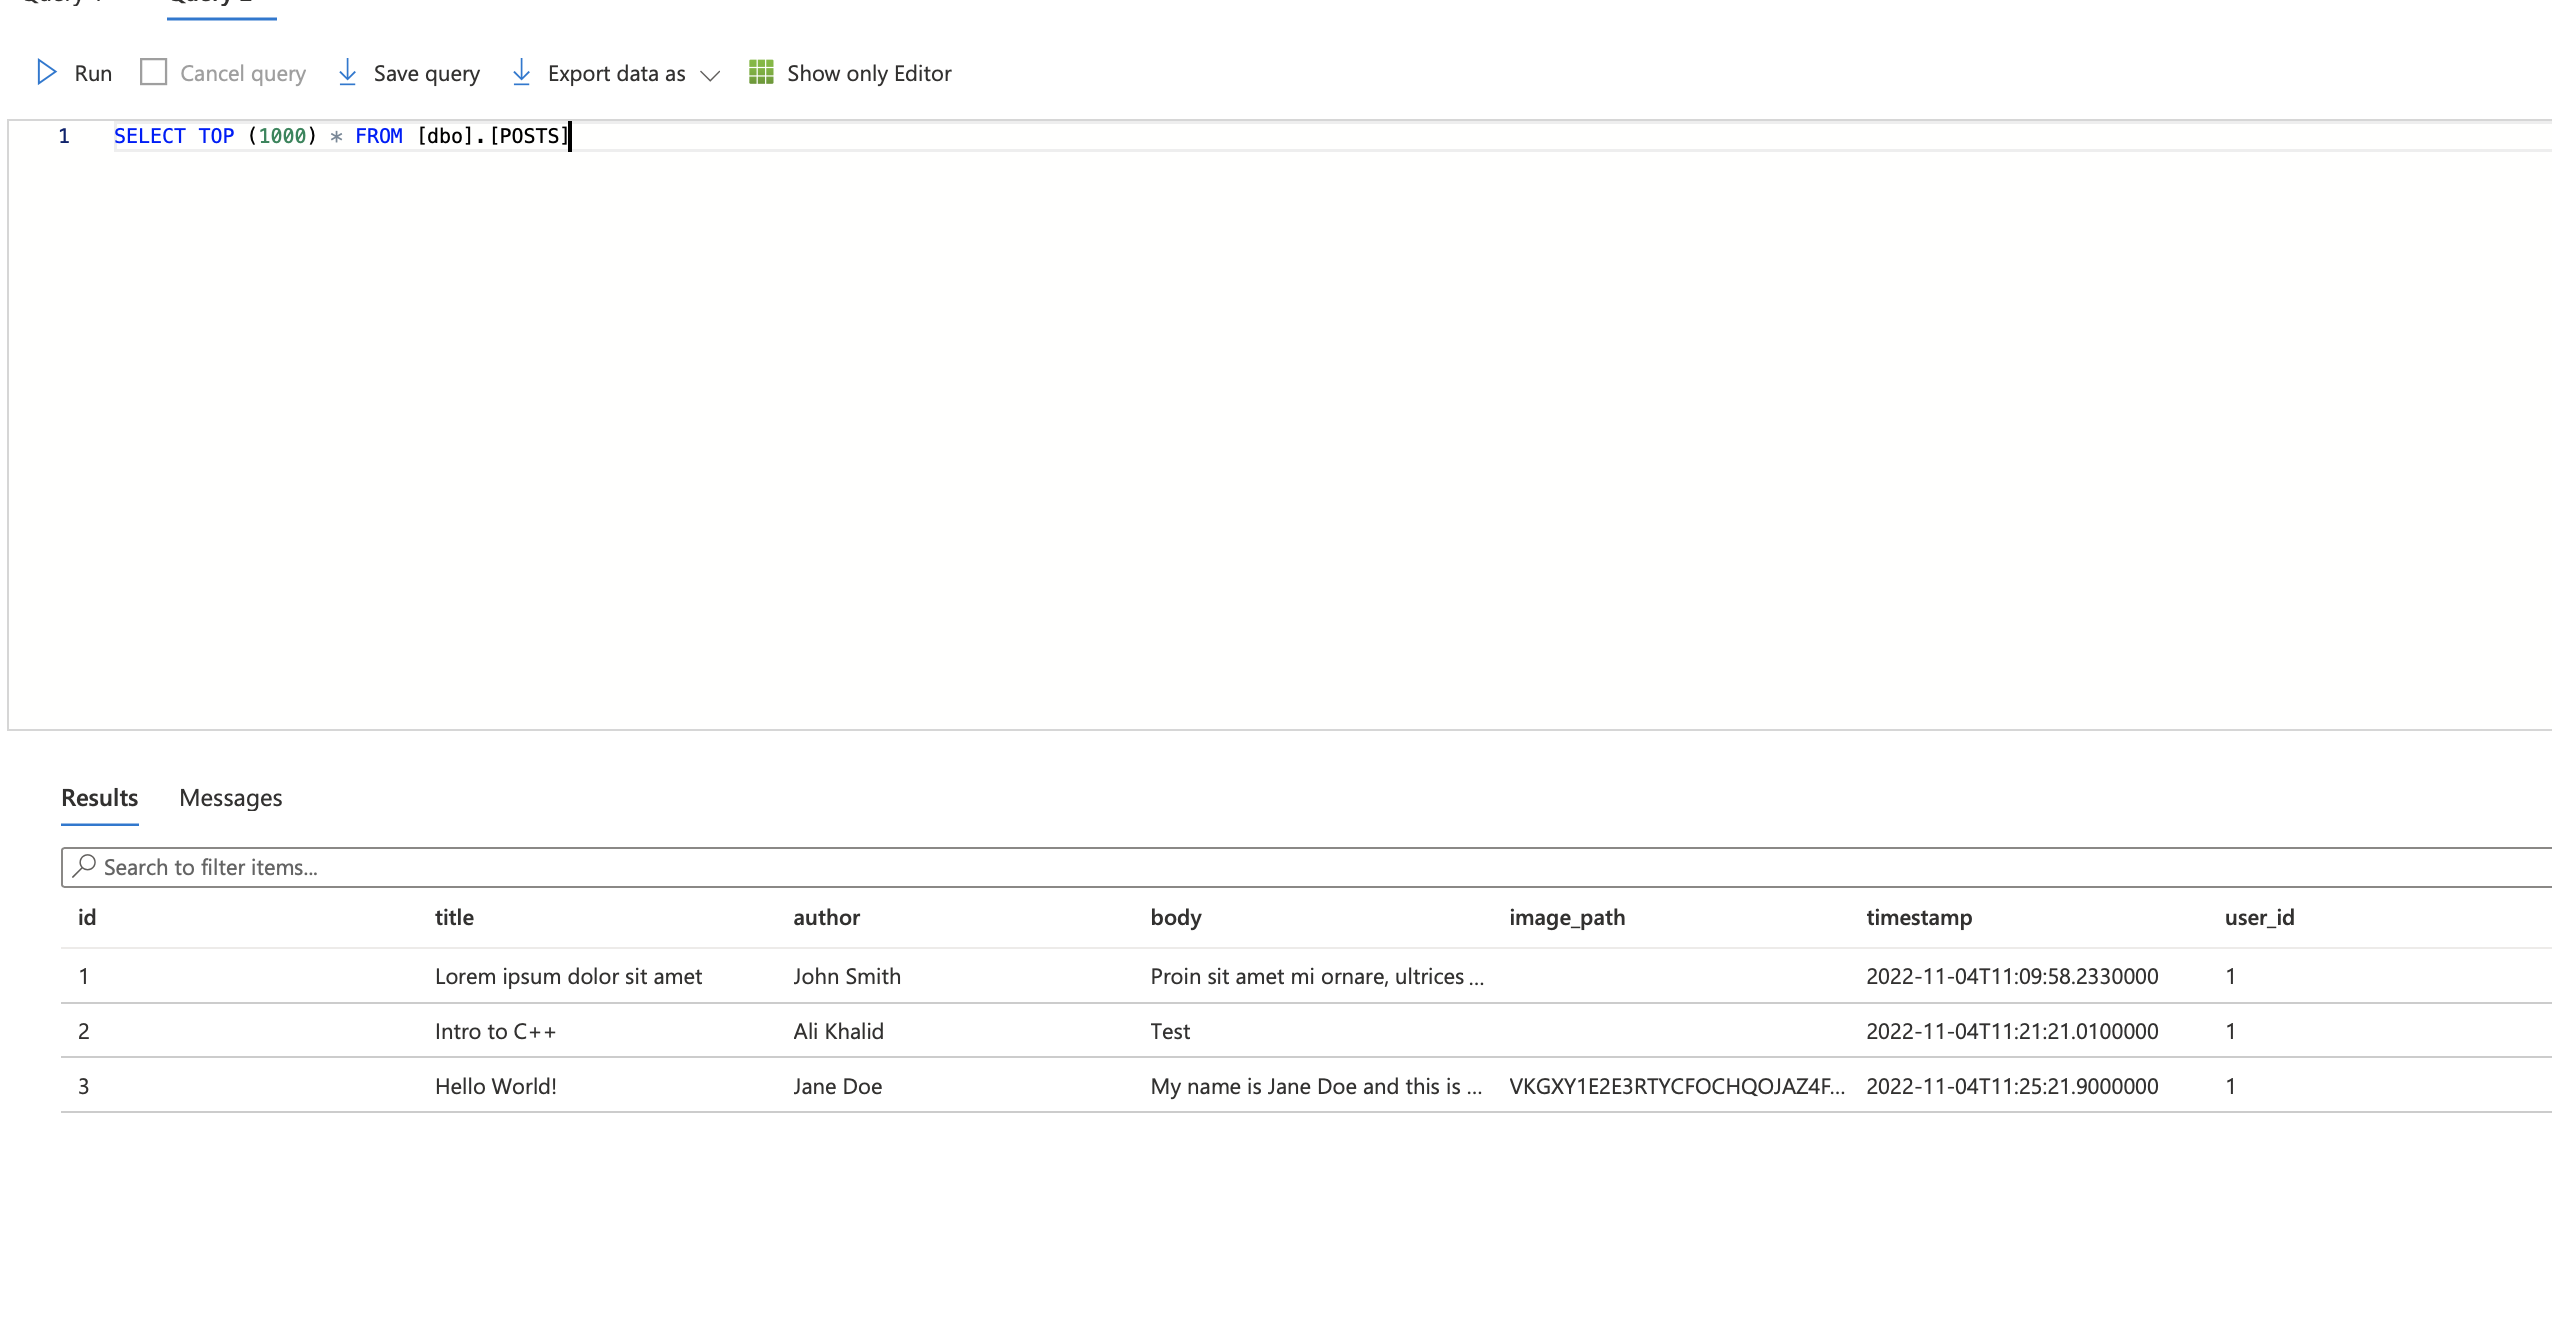 Query 1 Query 2
Run Cancel query Save query Export data as Show only Editor
1 SELECT TOP (1000) * FROM [dbo].[POSTS]
Results Messages
Search to filter items...
id title author body image_path timestamp user_id
1 Lorem ipsum dolor sit amet John Smith Proin sit amet mi ornare, ultrices ... 2022-11-04T11:09:58.2330000 1
2 Intro to C++ Ali Khalid Test 2022-11-04T11:21:21.0100000 1
3 Hello World! Jane Doe My name is Jane Doe and this is ... VKGXY1E2E3RTYCFOCHQOJAZ4F... 2022-11-04T11:25:21.9000000 1